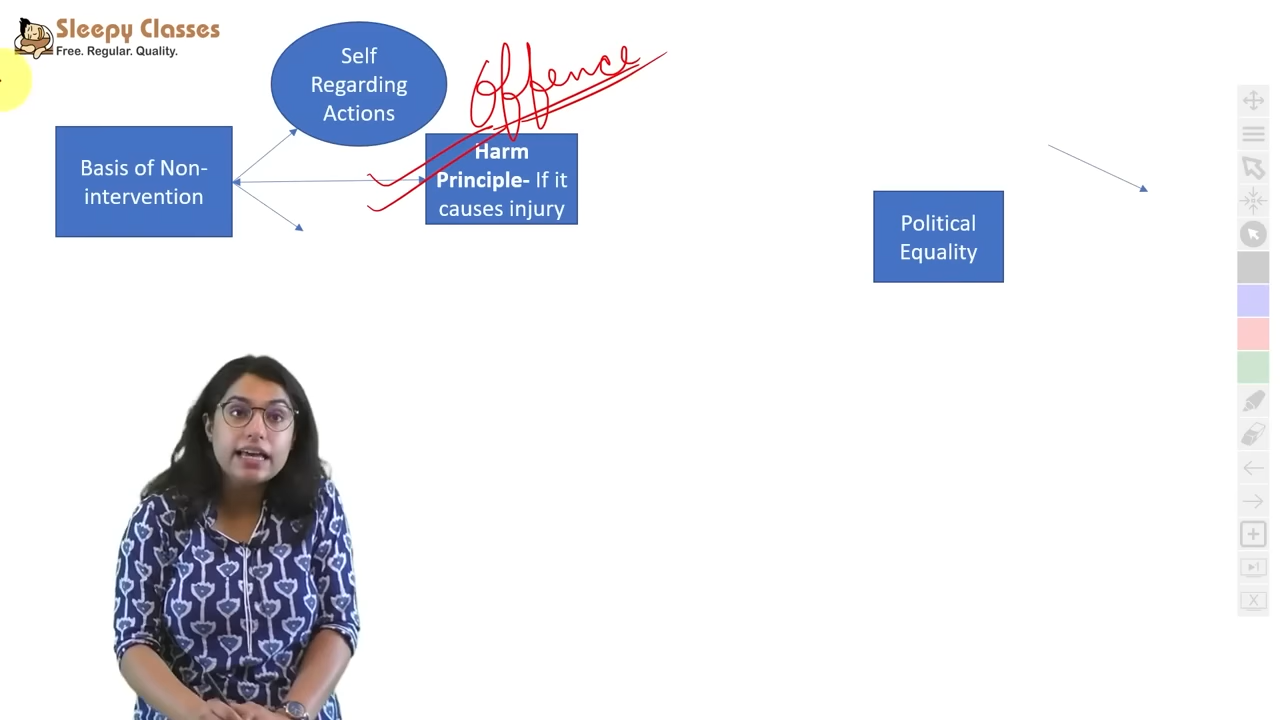 Sleepy Classes
Free. Regular. Quality.
Self
Regarding
Actions
Offence
Basis of Non-
intervention
Harm
Principle- If it
causes injury
Political
Equality